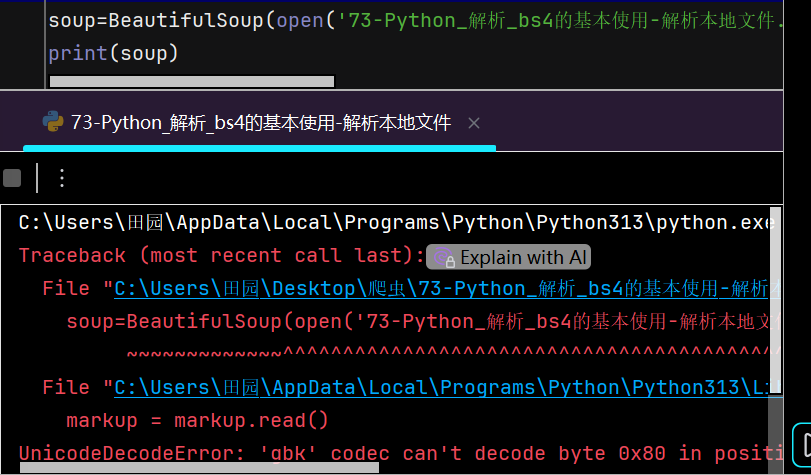 soup=BeautifulSoup(open('73-Python_解析_bs4的基本使用-解析本地文件.
print(soup)
73-Python_解析_bs4的基本使用-解析本地文件
C:\Users\田园\AppData\Local\Programs\Python\Python313\python.exe
Traceback (most recent call last): Explain with AI
File "C:\Users\田园\Desktop\爬虫\73-Python_解析_bs4的基本使用-解析
soup=BeautifulSoup(open('73-Python_解析_bs4的基本使用-解析本地文
~~~~~~~~~~~~~^^^^^^^^^^^^^^^^^^^^^^^^^^^^^^^^^^^^^^^^^
File "C:\Users\田园\AppData\Local\Programs\Python\Python313\Li
markup = markup.read()
UnicodeDecodeError: 'gbk' codec can't decode byte 0x80 in positi